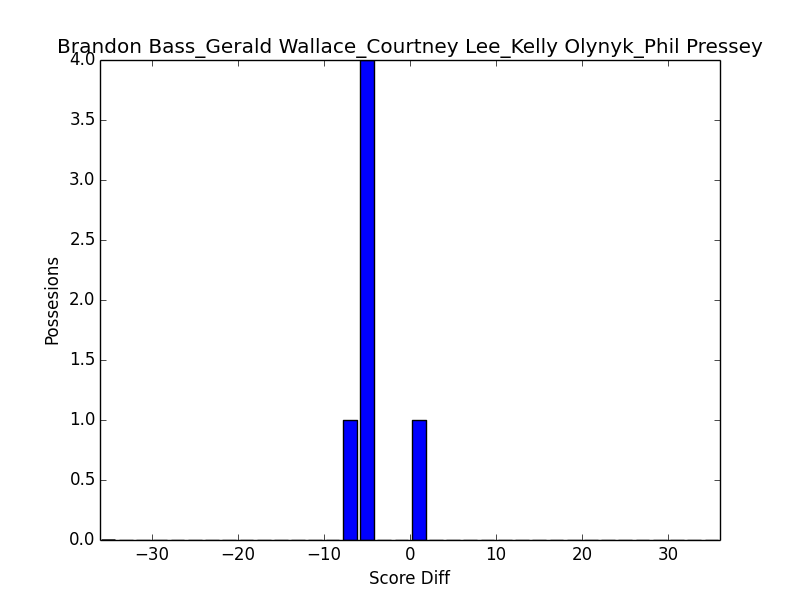 Brandon Bass_Gerald Wallace_Courtney Lee_Kelly Olynyk_Phil Pressey
4.0
3.5
3.0
2.5
2.0
1.5
1.0
0.5
0.0
Possesions
−30 −20 −10 0 10 20 30
Score Diff